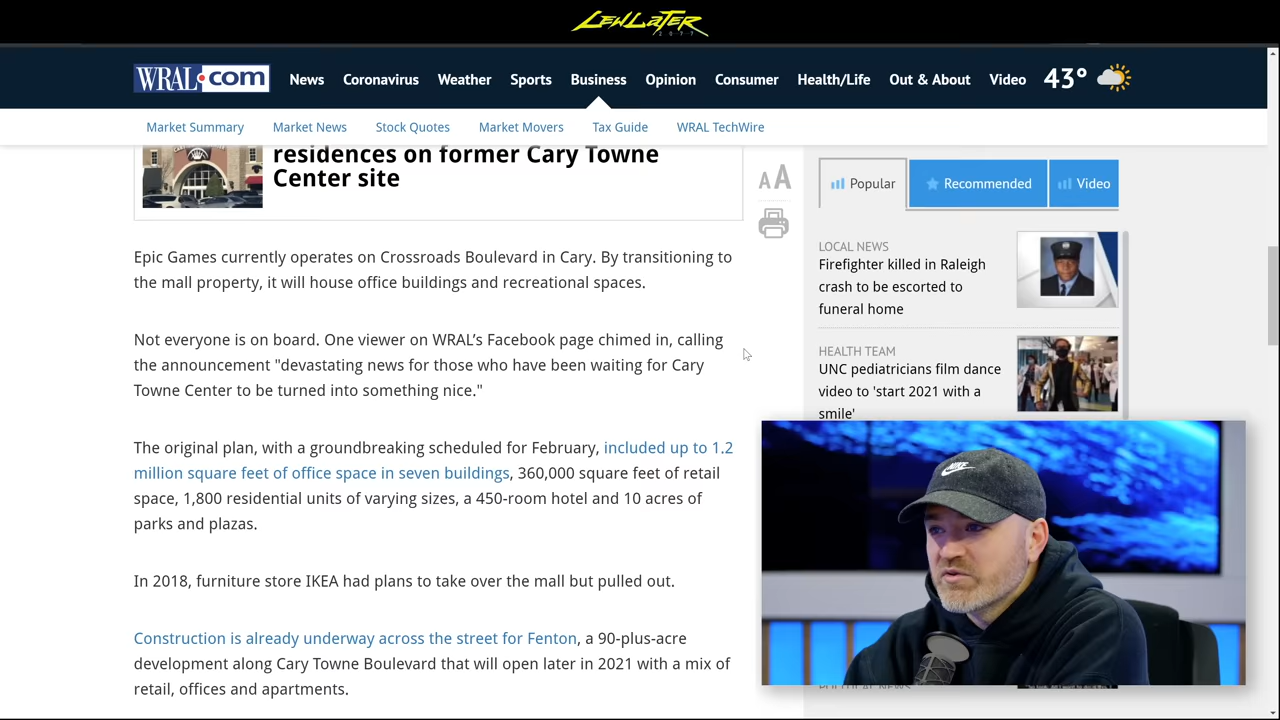 LEWLATER
2077
WRAL.com
News Coronavirus Weather Sports Business Opinion Consumer Health/Life Out & About Video 43°
Market Summary Market News Stock Quotes Market Movers Tax Guide WRAL TechWire
residences on former Cary Towne
Center site
AA
Popular Recommended Video
Epic Games currently operates on Crossroads Boulevard in Cary. By transitioning to
the mall property, it will house office buildings and recreational spaces.
Not everyone is on board. One viewer on WRAL’s Facebook page chimed in, calling
the announcement "devastating news for those who have been waiting for Cary
Towne Center to be turned into something nice."
The original plan, with a groundbreaking scheduled for February, included up to 1.2
million square feet of office space in seven buildings, 360,000 square feet of retail
space, 1,800 residential units of varying sizes, a 450-room hotel and 10 acres of
parks and plazas.
In 2018, furniture store IKEA had plans to take over the mall but pulled out.
Construction is already underway across the street for Fenton, a 90-plus-acre
development along Cary Towne Boulevard that will open later in 2021 with a mix of
retail, offices and apartments.
LOCAL NEWS
Firefighter killed in Raleigh
crash to be escorted to
funeral home
HEALTH TEAM
UNC pediatricians film dance
video to 'start 2021 with a
smile'
NIKE